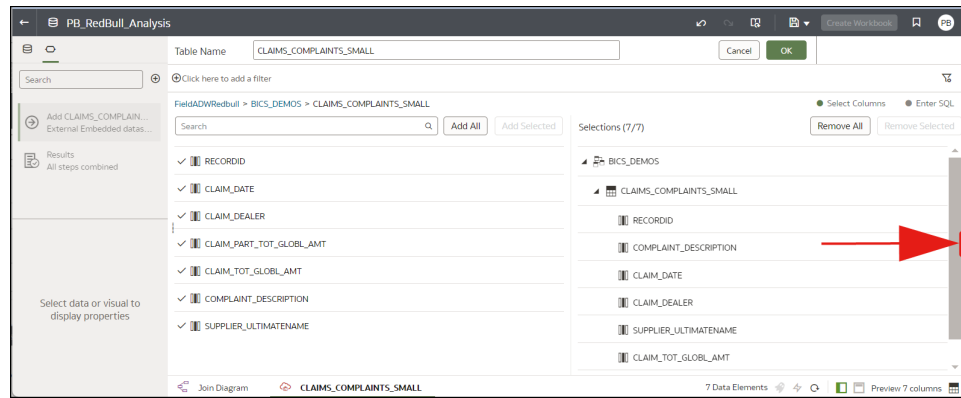 PB_RedBull_Analysis
Create Workbook
PB
Table Name
CLAIMS_COMPLAINTS_SMALL
Cancel
OK
Search
Click here to add a filter
FieldADWRedbull > BICS_DEMOS > CLAIMS_COMPLAINTS_SMALL
Select Columns
Enter SQL
Add CLAIMS_COMPLAIN...
External Embedded datas...
Results
All steps combined
Select data or visual to
display properties
Search
Add All
Add Selected
Selections (7/7)
Remove All
Remove Selected
RECORDID
CLAIM_DATE
CLAIM_DEALER
CLAIM_PART_TOT_GLOBL_AMT
CLAIM_TOT_GLOBL_AMT
COMPLAINT_DESCRIPTION
SUPPLIER_ULTIMATENAME
BICS_DEMOS
CLAIMS_COMPLAINTS_SMALL
RECORDID
COMPLAINT_DESCRIPTION
CLAIM_DATE
CLAIM_DEALER
SUPPLIER_ULTIMATENAME
CLAIM_TOT_GLOBL_AMT
Join Diagram
CLAIMS_COMPLAINTS_SMALL
7 Data Elements
Preview 7 columns